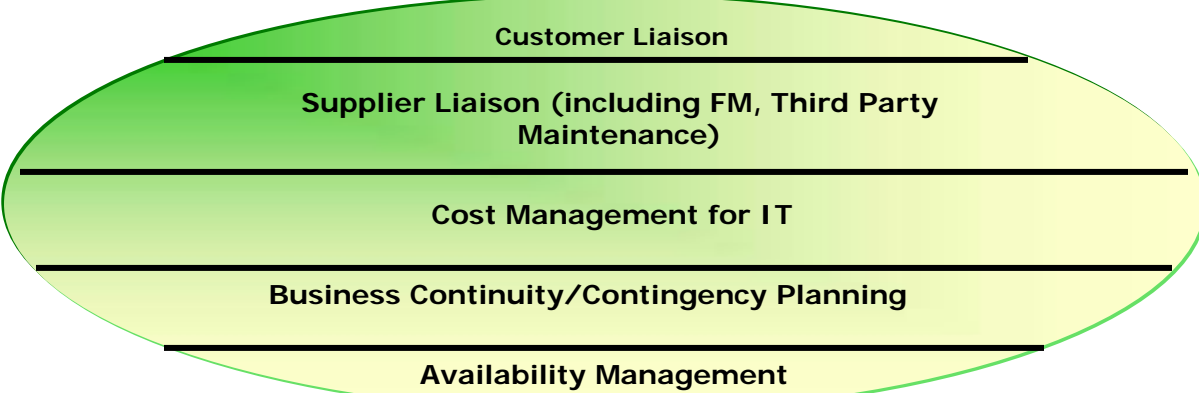 Customer Liaison
Supplier Liaison (including FM, Third Party
Maintenance)
Cost Management for IT
Business Continuity/Contingency Planning
Availability Management